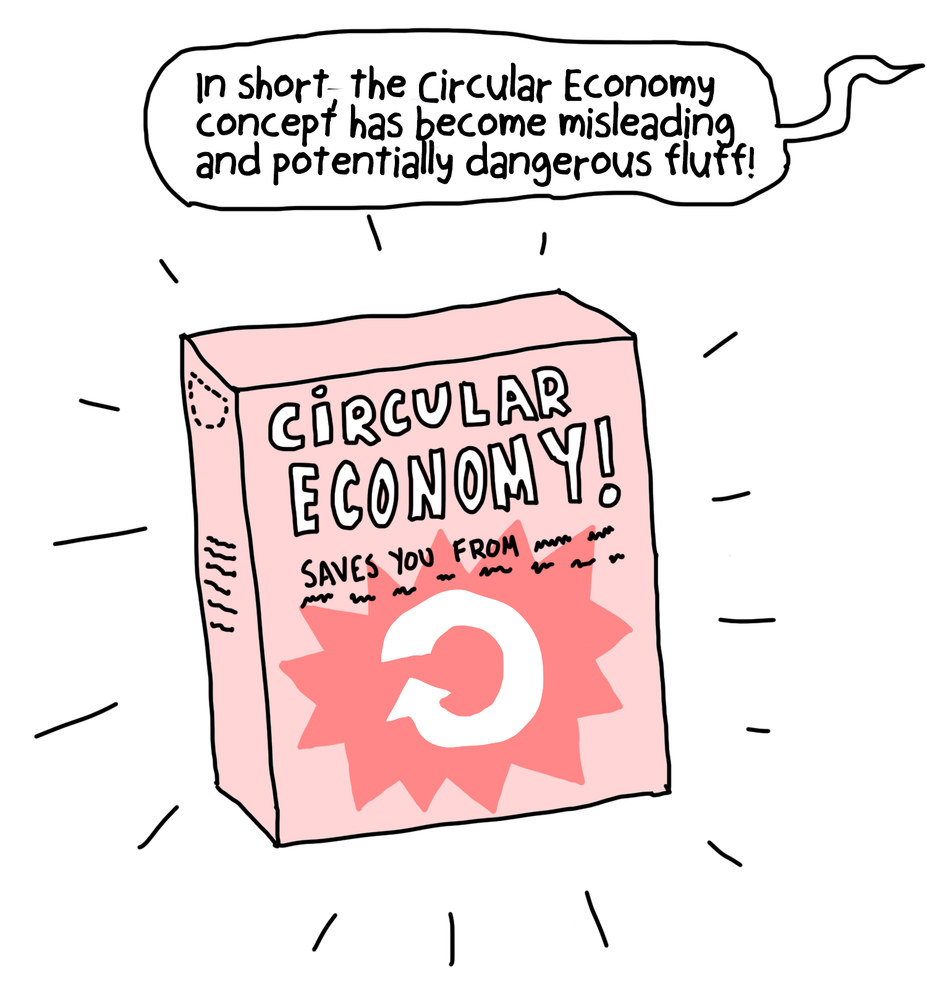 In short, the Circular Economy
concept has become misleading
and potentially dangerous fluff!
CiRCULAR
ECONOMY!
SAVES YOU FROM